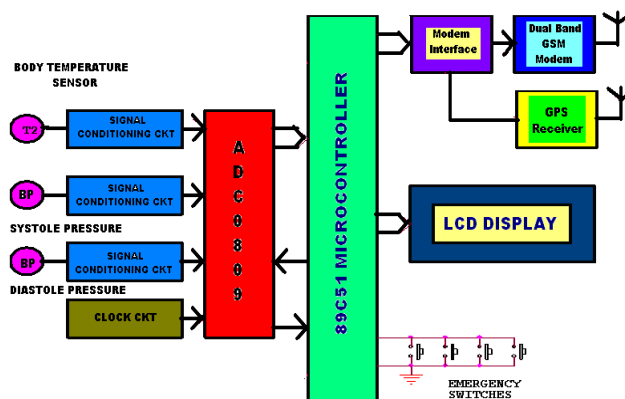 BODY TEMPERATURE
SENSOR
T2
SIGNAL
CONDITIONING CKT
BP
SIGNAL
CONDITIONING CKT
SYSTOLE PRESSURE
BP
SIGNAL
CONDITIONING CKT
DIASTOLE PRESSURE
CLOCK CKT
ADC0809
89C51 MICROCONTROLLER
Modem
Interface
Dual Band
GSM
Modem
GPS
Receiver
LCD DISPLAY
EMERGENCY
SWITCHES